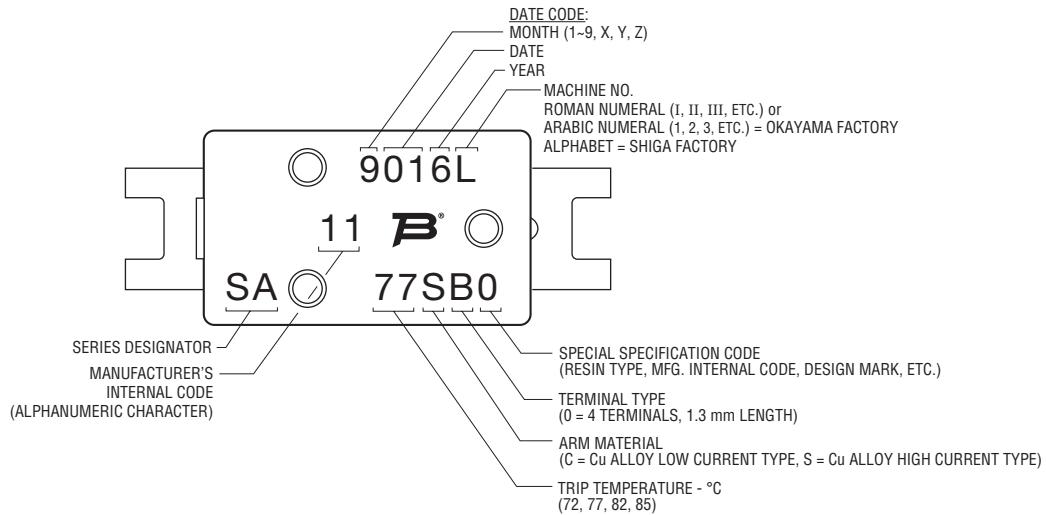 DATE CODE:
MONTH (1~9, X, Y, Z)
DATE
YEAR
MACHINE NO.
ROMAN NUMERAL (I, II, III, ETC.) or
ARABIC NUMERAL (1, 2, 3, ETC.) = OKAYAMA FACTORY
ALPHABET = SHIGA FACTORY
9016L
11
®
SA
77SB0
SERIES DESIGNATOR
MANUFACTURER'S
INTERNAL CODE
(ALPHANUMERIC CHARACTER)
SPECIAL SPECIFICATION CODE
(RESIN TYPE, MFG. INTERNAL CODE, DESIGN MARK, ETC.)
TERMINAL TYPE
(0 = 4 TERMINALS, 1.3 mm LENGTH)
ARM MATERIAL
(C = Cu ALLOY LOW CURRENT TYPE, S = Cu ALLOY HIGH CURRENT TYPE)
TRIP TEMPERATURE - °C
(72, 77, 82, 85)